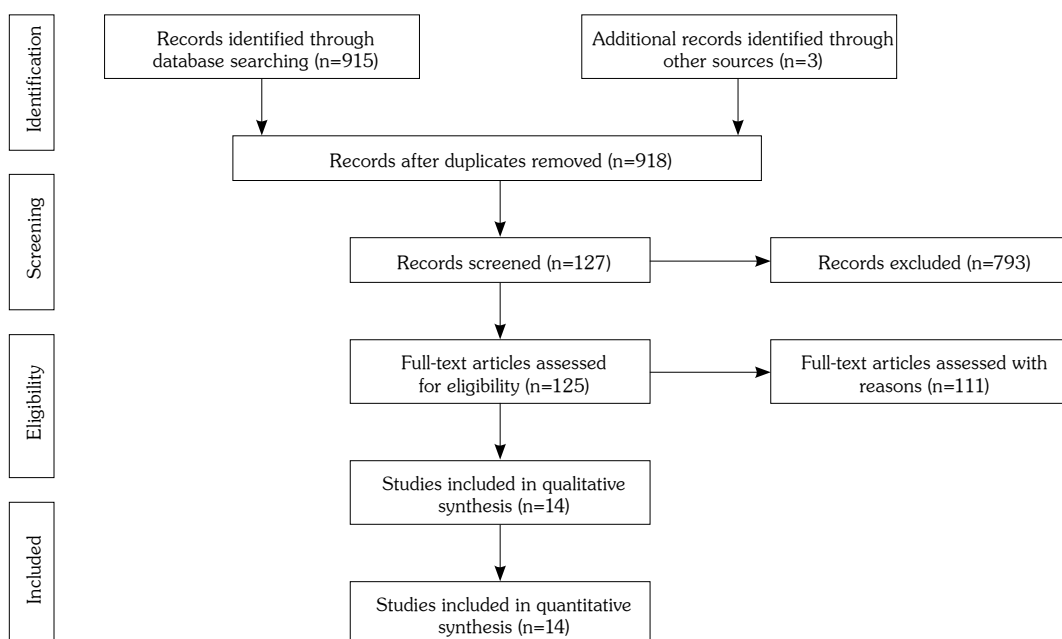 Identification
Records identified through
database searching (n=915)
Additional records identified through
other sources (n=3)
Records after duplicates removed (n=918)
Screening
Records screened (n=127)
Records excluded (n=793)
Eligibility
Full-text articles assessed
for eligibility (n=125)
Full-text articles assessed with
reasons (n=111)
Studies included in qualitative
synthesis (n=14)
Included
Studies included in quantitative
synthesis (n=14)